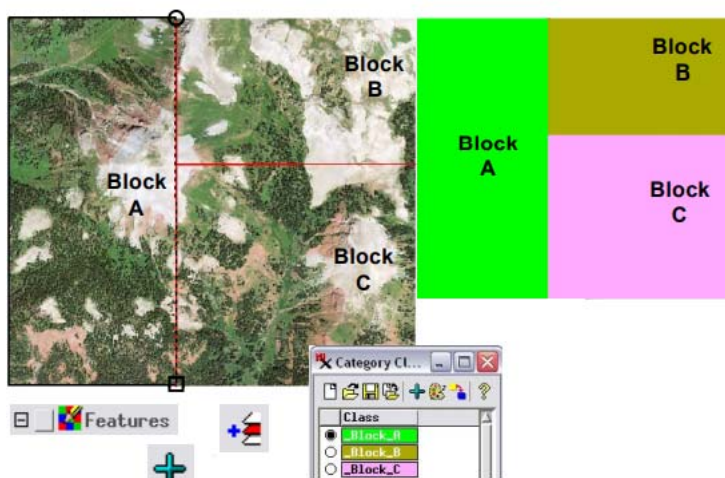 Block
A
Block
B
Block
C
Block
A
Block
B
Block
C
Features
Category Cl...
Class
_Block_A
_Block_B
_Block_C